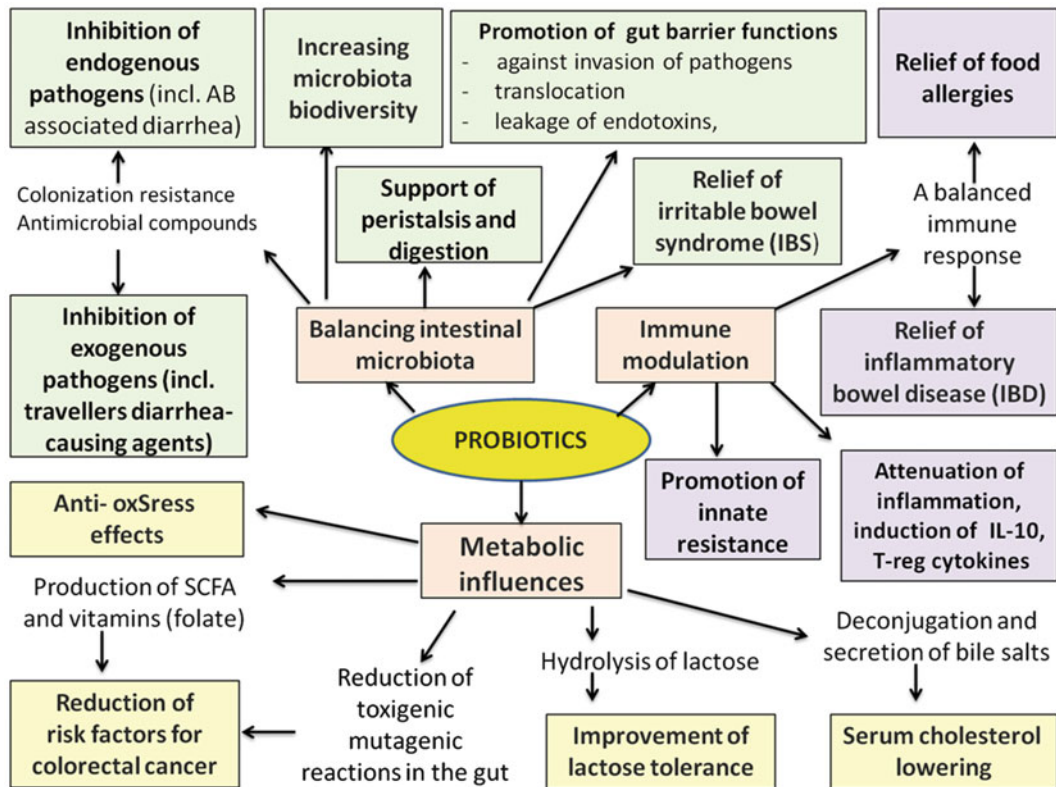 Inhibition of
endogenous
pathogens (incl. AB
associated diarrhea)
Increasing
microbiota
biodiversity
Promotion of gut barrier functions
- against invasion of pathogens
- translocation
- leakage of endotoxins,
Relief of food
allergies
Colonization resistance
Antimicrobial compounds
Support of
peristalsis and
digestion
Relief of
irritable bowel
syndrome (IBS)
A balanced
immune
response
Inhibition of
exogenous
pathogens (incl.
travellers diarrhea-
causing agents)
Balancing intestinal
microbiota
Immune
modulation
Relief of
inflammatory
bowel disease (IBD)
PROBIOTICS
Promotion of
innate
resistance
Attenuation of
inflammation,
induction of IL-10,
T-reg cytokines
Anti- oxSress
effects
Metabolic
influences
Production of SCFA
and vitamins (folate)
Reduction of
risk factors for
colorectal cancer
Reduction of
toxigenic
mutagenic
reactions in the gut
Hydrolysis of lactose
Improvement of
lactose tolerance
Deconjugation and
secretion of bile salts
Serum cholesterol
lowering